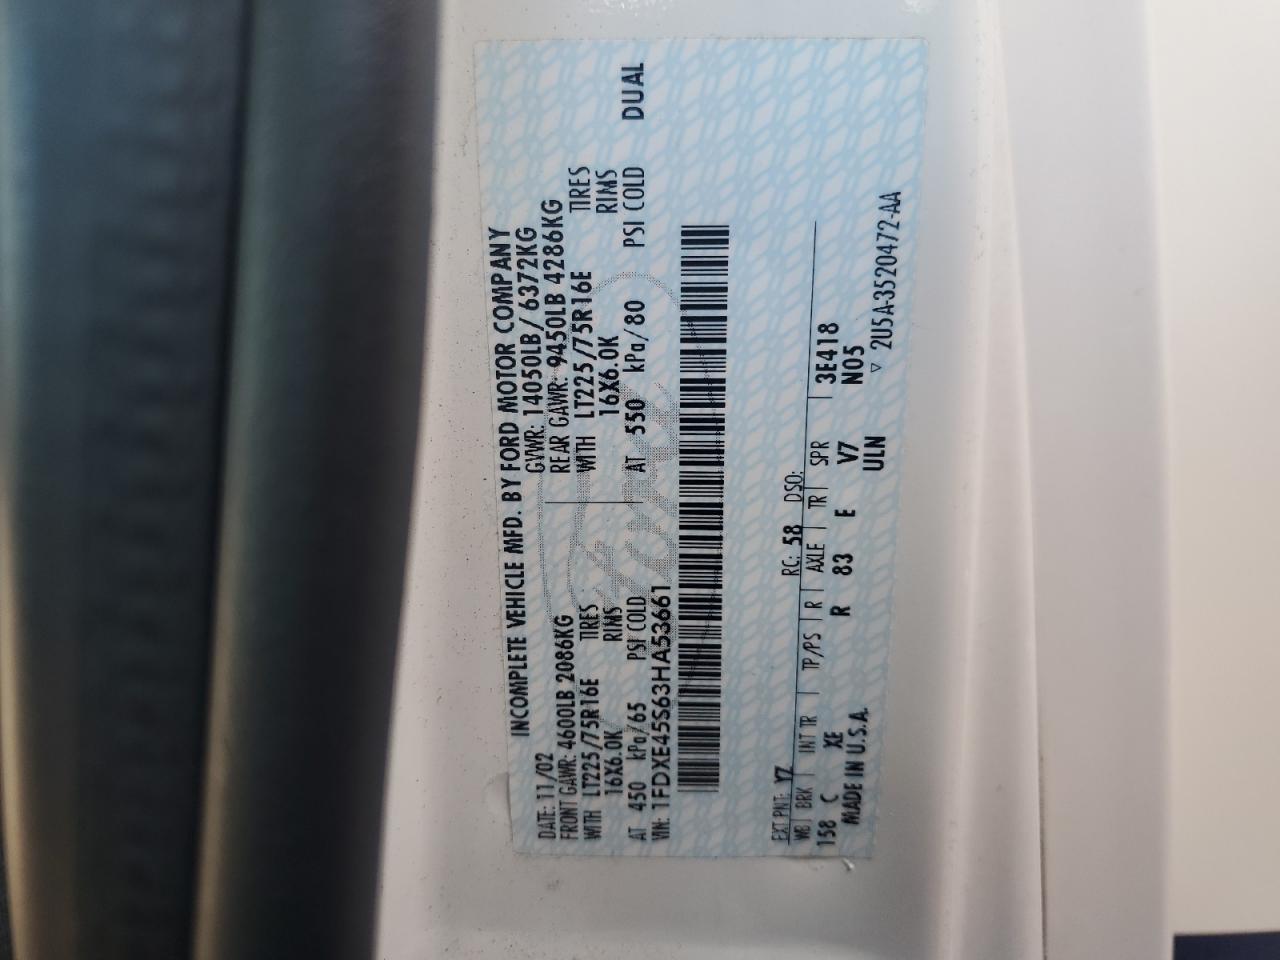 INCOMPLETE VEHICLE MFD. BY FORD MOTOR COMPANY
DATE: 11/02 GVWR: 14050LB/6372KG
FRONT GAWR: 4600LB 2086KG REAR GAWR: 9450LB 4286KG
WITH LT225/75R16E TIRES WITH LT225/75R16E TIRES
16X6.0K RIMS 16X6.0K RIMS
AT 450 kPa/65 PSI COLD AT 550 kPa/80 PSI COLD DUAL
VIN: 1FDXE45S63HA53661
EXT PNT: YZ RC: 58 DSO:
WB BRK INT TR TP/PS R AXLE TR SPR
158 C XE R 83 E V7 3E418
MADE IN U.S.A. ULN N05
▽ 2U5A-3520472-AA